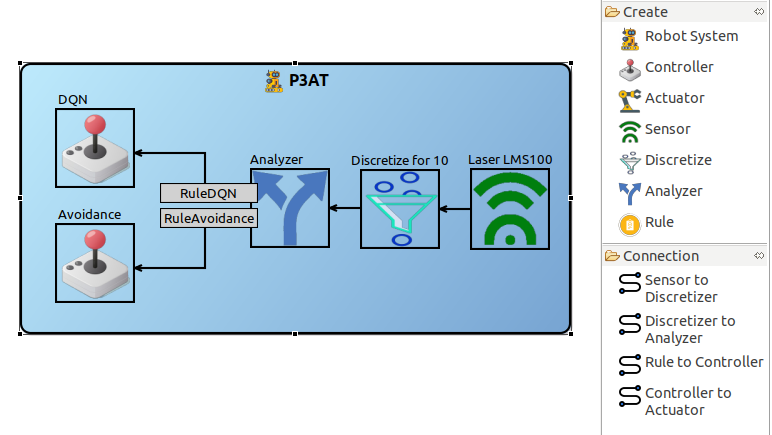 P3AT
DQN
Analyzer
Discretize for 10
Laser LMS100
RuleDQN
RuleAvoidance
Avoidance
Create
Robot System
Controller
Actuator
Sensor
Discretize
Analyzer
Rule
Connection
Sensor to
Discretizer
Discretizer to
Analyzer
Rule to Controller
Controller to
Actuator